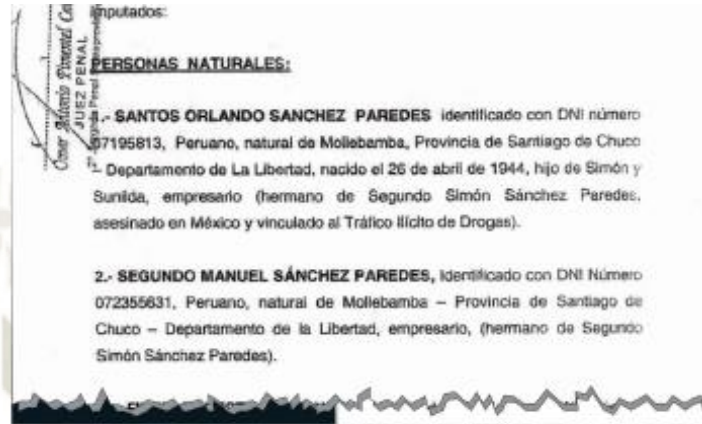 imputados:
PERSONAS NATURALES:
1.- SANTOS ORLANDO SANCHEZ PAREDES identificado con DNI número
07195813, Peruano, natural de Mollebamba, Provincia de Santiago de Chuco
- Departamento de La Libertad, nacido el 26 de abril de 1944, hijo de Simón y
Sunilda, empresario (hermano de Segundo Simón Sánchez Paredes,
asesinado en México y vinculado al Tráfico Ilícito de Drogas).
2.- SEGUNDO MANUEL SÁNCHEZ PAREDES, Identificado con DNI Número
072355631, Peruano, natural de Mollebamba – Provincia de Santiago de
Chuco – Departamento de la Libertad, empresario, (hermano de Segundo
Simón Sánchez Paredes).
Omar Antonio Pimentel
JUEZ PENAL